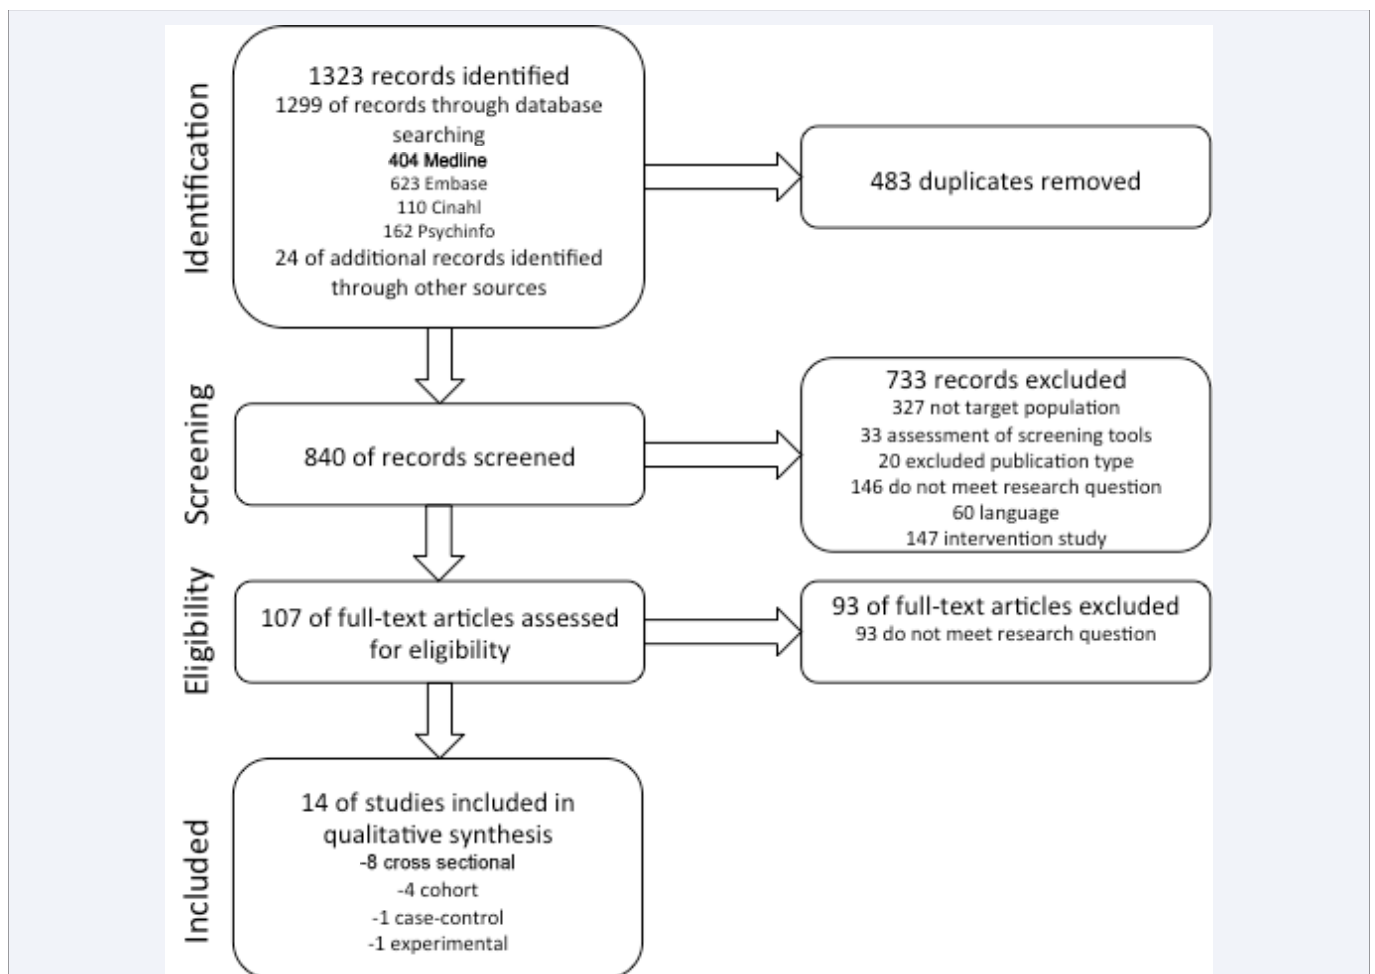 Identification
1323 records identified
1299 of records through database
searching
404 Medline
623 Embase
110 Cinahl
162 Psychinfo
24 of additional records identified
through other sources
483 duplicates removed
Screening
840 of records screened
733 records excluded
327 not target population
33 assessment of screening tools
20 excluded publication type
146 do not meet research question
60 language
147 intervention study
Eligibility
107 of full-text articles assessed
for eligibility
93 of full-text articles excluded
93 do not meet research question
Included
14 of studies included in
qualitative synthesis
-8 cross sectional
-4 cohort
-1 case-control
-1 experimental